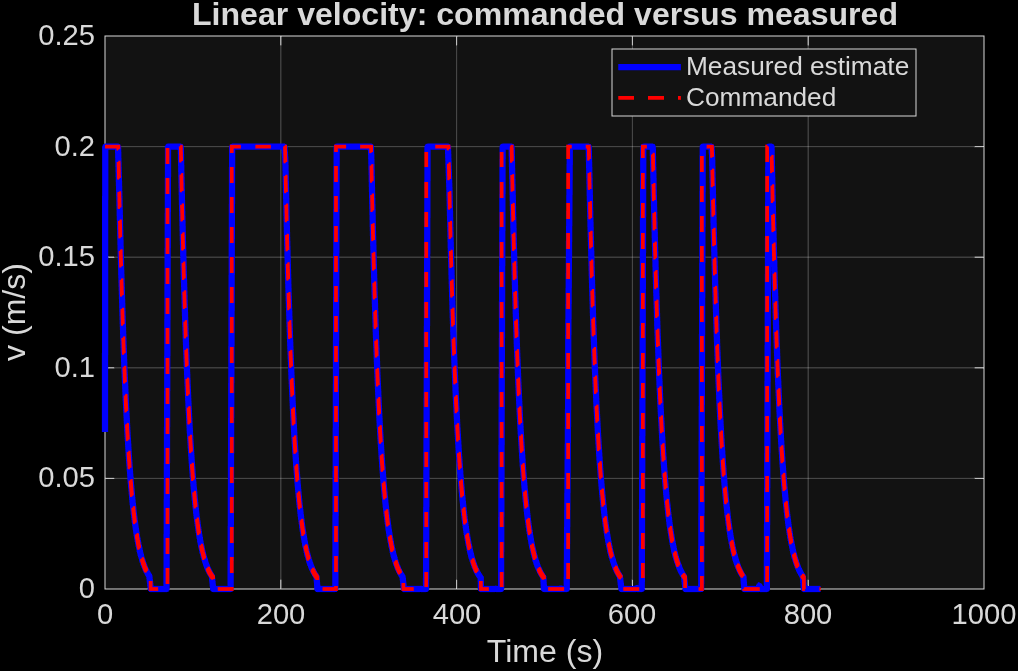 Linear velocity: commanded versus measured
0.25
0.2
0.15
0.1
0.05
0
v (m/s)
Measured estimate
Commanded
0 200 400 600 800 1000
Time (s)